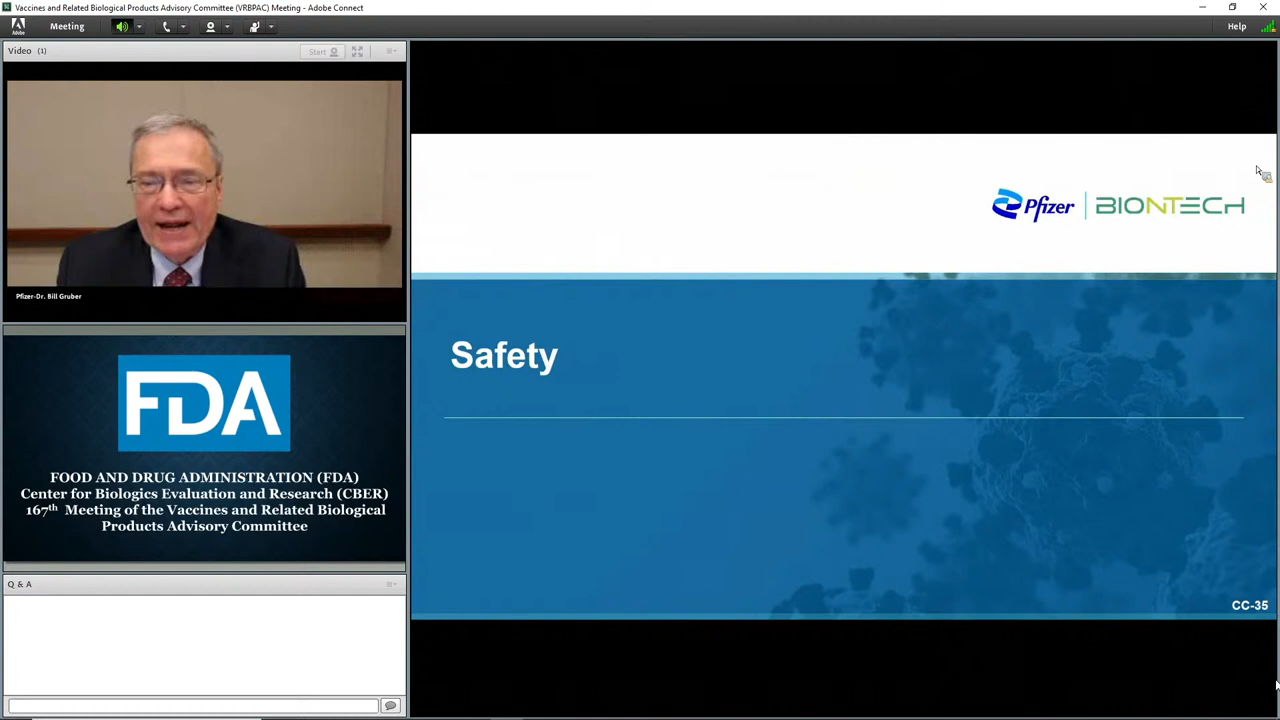 Vaccines and Related Biological Products Advisory Committee (VRBPAC) Meeting - Adobe Connect
Adobe
Meeting
Help
Video (1)
Start
Pfizer-Dr. Bill Gruber
FDA
FOOD AND DRUG ADMINISTRATION (FDA)
Center for Biologics Evaluation and Research (CBER)
167th Meeting of the Vaccines and Related Biological
Products Advisory Committee
Q & A
Pfizer | BIONTECH
Safety
CC-35